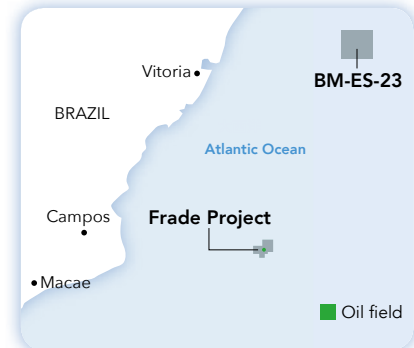 Vitoria
BM-ES-23
BRAZIL
Atlantic Ocean
Campos
Frade Project
Macae
Oil field